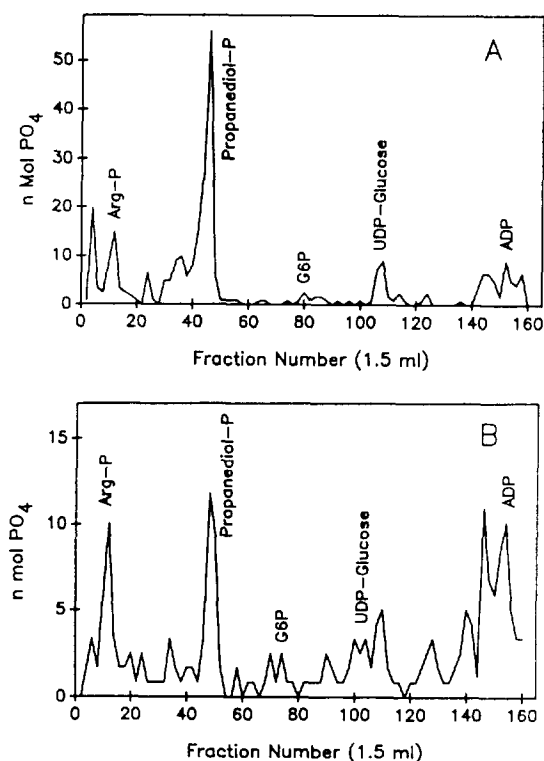 A
n Mol PO4
50
40
30
20
10
0
Arg-P
Propanediol-P
G6P
UDP-Glucose
ADP
0 20 40 60 80 100 120 140 160
Fraction Number (1.5 ml)
B
n mol PO4
15
10
5
0
Arg-P
Propanediol-P
G6P
UDP-Glucose
ADP
0 20 40 60 80 100 120 140 160
Fraction Number (1.5 ml)